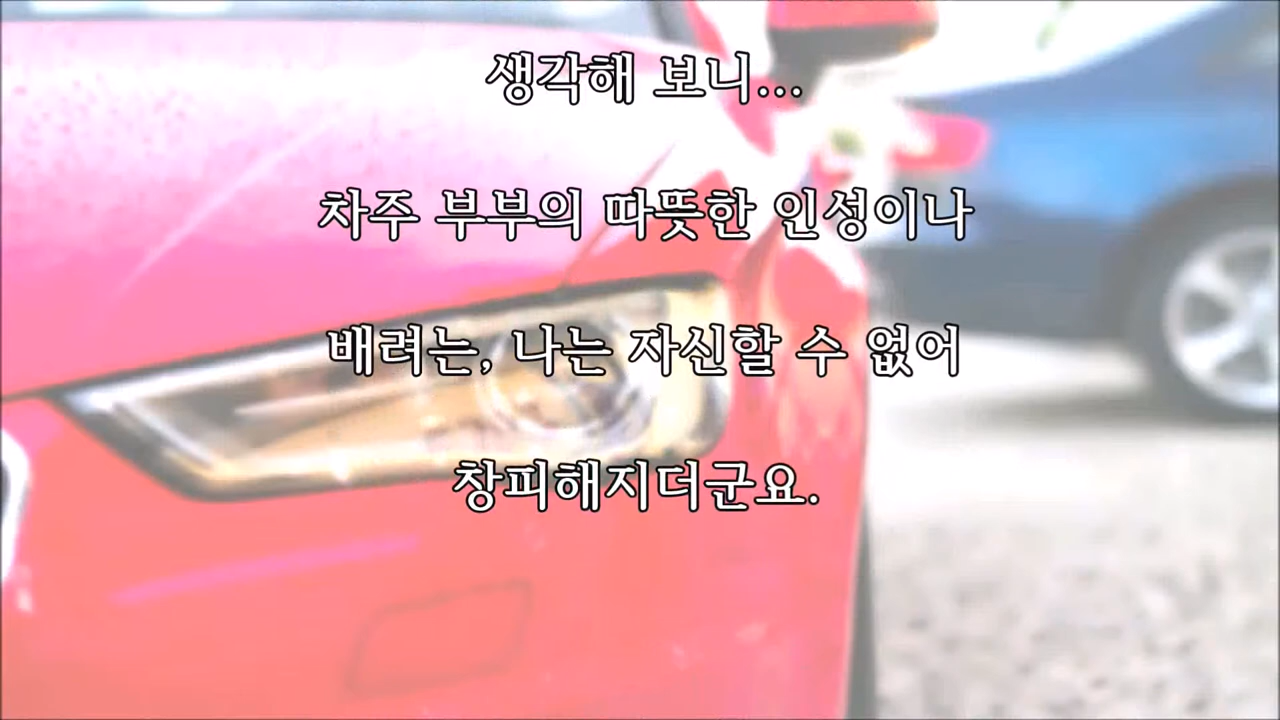 생각해 보니...
차주 부부의 따뜻한 인성이나
배려는, 나는 자신할 수 없어
창피해지더군요.